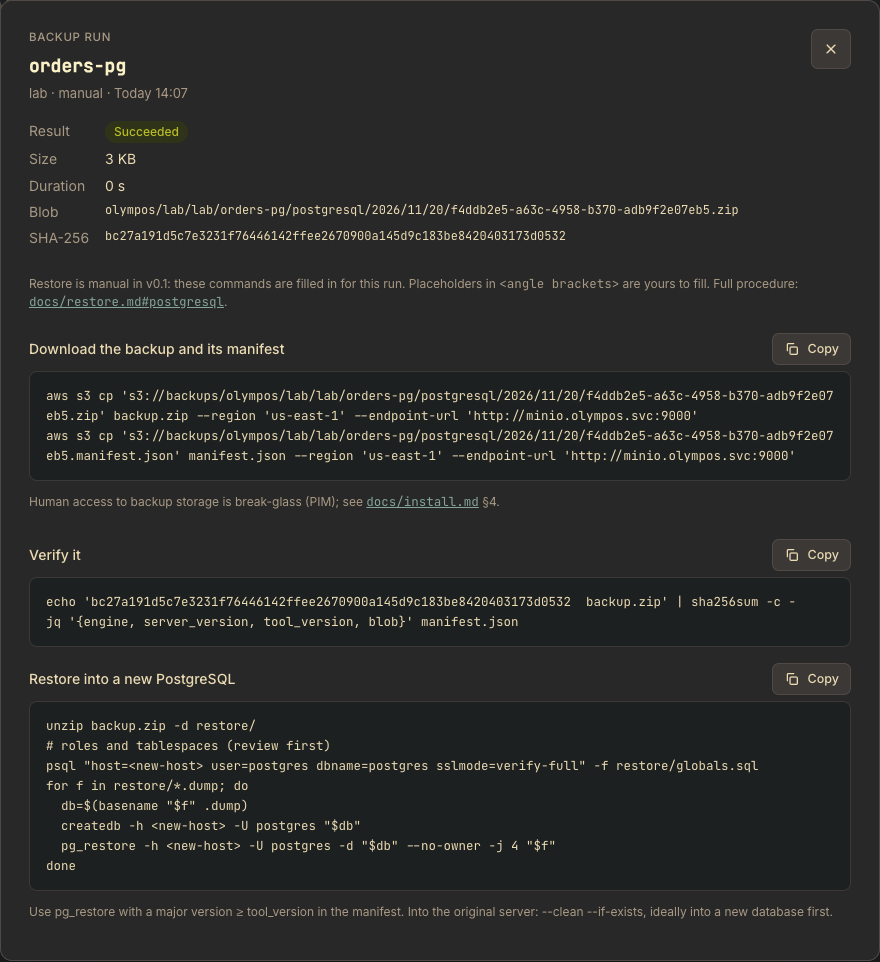 BACKUP RUN
orders-pg
lab · manual · Today 14:07
Result Succeeded
Size 3 KB
Duration 0 s
Blob olympos/lab/lab/orders-pg/postgresql/2026/11/20/f4ddb2e5-a63c-4958-b370-adb9f2e07eb5.zip
SHA-256 bc27a191d5c7e3231f76446142ffee2670900a145d9c183be8420403173d0532
Restore is manual in v0.1: these commands are filled in for this run. Placeholders in <angle brackets> are yours to fill. Full procedure:
docs/restore.md#postgresql.
Download the backup and its manifest Copy
aws s3 cp 's3://backups/olympos/lab/lab/orders-pg/postgresql/2026/11/20/f4ddb2e5-a63c-4958-b370-adb9f2e07
eb5.zip' backup.zip --region 'us-east-1' --endpoint-url 'http://minio.olympos.svc:9000'
aws s3 cp 's3://backups/olympos/lab/lab/orders-pg/postgresql/2026/11/20/f4ddb2e5-a63c-4958-b370-adb9f2e07
eb5.manifest.json' manifest.json --region 'us-east-1' --endpoint-url 'http://minio.olympos.svc:9000'
Human access to backup storage is break-glass (PIM); see docs/install.md §4.
Verify it Copy
echo 'bc27a191d5c7e3231f76446142ffee2670900a145d9c183be8420403173d0532  backup.zip' | sha256sum -c -
jq '{engine, server_version, tool_version, blob}' manifest.json
Restore into a new PostgreSQL Copy
unzip backup.zip -d restore/
# roles and tablespaces (review first)
psql "host=<new-host> user=postgres dbname=postgres sslmode=verify-full" -f restore/globals.sql
for f in restore/*.dump; do
  db=$(basename "$f" .dump)
  createdb -h <new-host> -U postgres "$db"
  pg_restore -h <new-host> -U postgres -d "$db" --no-owner -j 4 "$f"
done
Use pg_restore with a major version ≥ tool_version in the manifest. Into the original server: --clean --if-exists, ideally into a new database first.